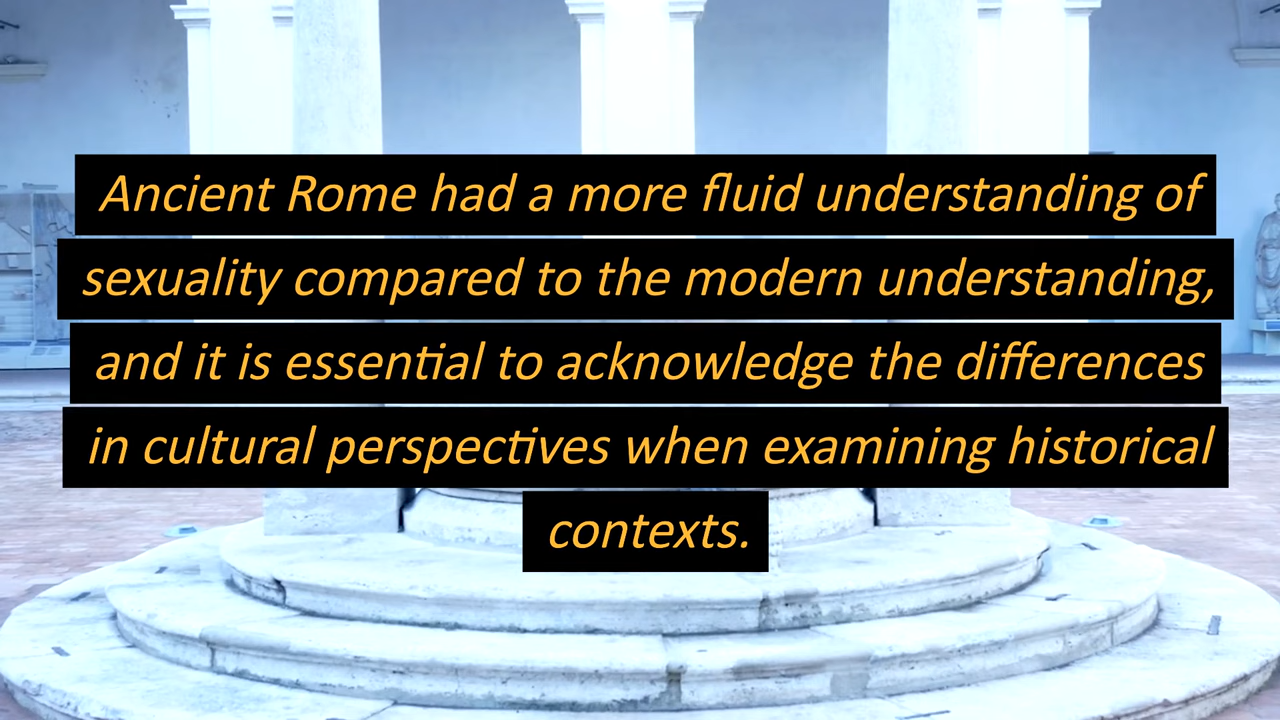 Ancient Rome had a more fluid understanding of
sexuality compared to the modern understanding,
and it is essential to acknowledge the differences
in cultural perspectives when examining historical
contexts.